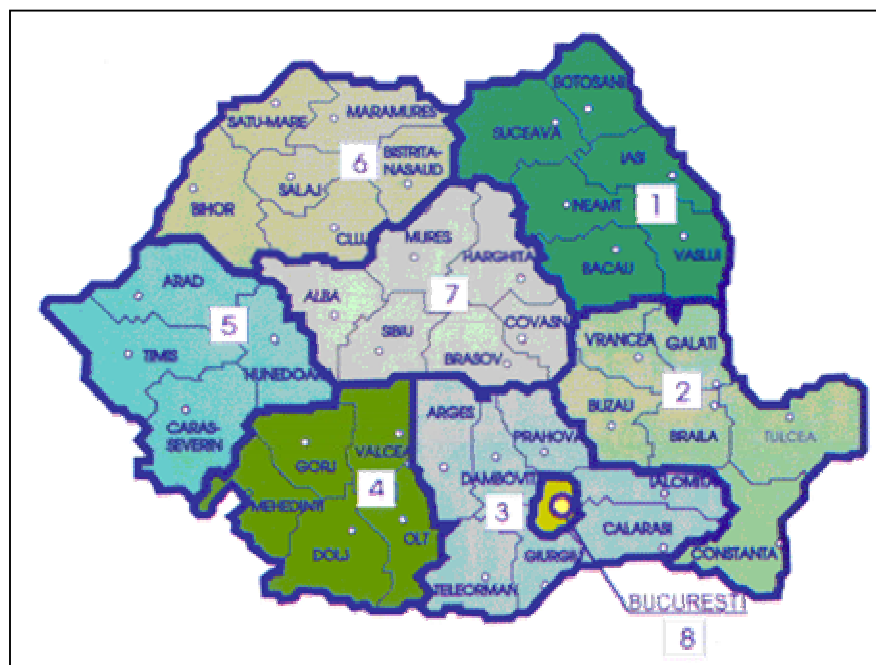 BOTOSANI
SATU-MARE
MARAMURES
SUCEAVA
BISTRITA-
NASAUD
IASI
6
SALAJ
1
BIHOR
NEAMT
CLUJ
MURES
VASLUI
HARGHITA
BACAU
ARAD
ALBA
7
5
SIBIU
COVASN
VRANCEA
GALATI
TIMIS
BRASOV
HUNEDOARA
2
BUZAU
ARGES
CARAS-
SEVERIN
PRAHOVA
BRAILA
TULCEA
GORJ
VALCEA
DAMBOVIT
4
IALOMITA
MEHEDINTI
3
CALARASI
OLT
DOLJ
GIURGIU
CONSTANTA
TELEORMAN
BUCURESTI
8